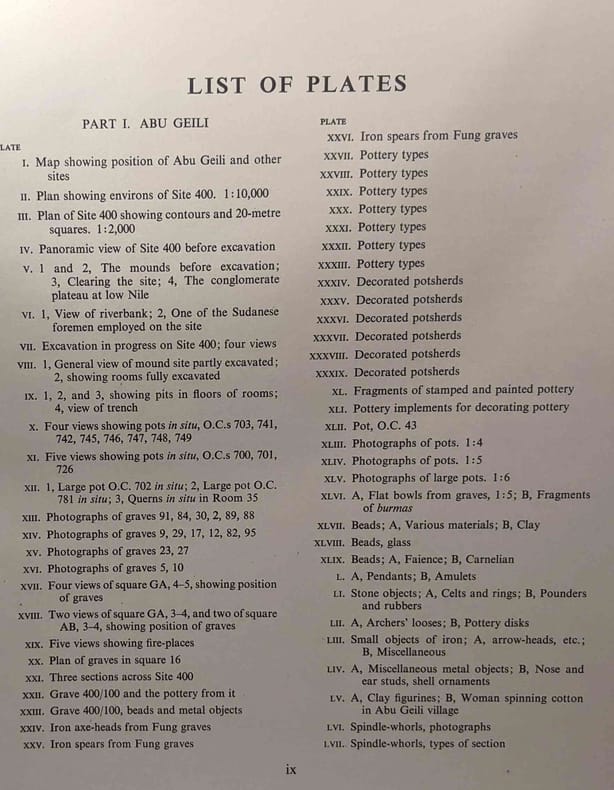 LIST OF PLATES
PART I. ABU GEILI
LATE
I. Map showing position of Abu Geili and other
sites
II. Plan showing environs of Site 400. 1:10,000
III. Plan of Site 400 showing contours and 20-metre
squares. 1:2,000
IV. Panoramic view of Site 400 before excavation
V. 1 and 2, The mounds before excavation;
3, Clearing the site; 4, The conglomerate
plateau at low Nile
VI. 1, View of riverbank; 2, One of the Sudanese
foremen employed on the site
VII. Excavation in progress on Site 400; four views
VIII. 1, General view of mound site partly excavated;
2, showing rooms fully excavated
IX. 1, 2, and 3, showing pits in floors of rooms;
4, view of trench
X. Four views showing pots in situ, O.C.s 703, 741,
742, 745, 746, 747, 748, 749
XI. Five views showing pots in situ, O.C.s 700, 701,
726
XII. 1, Large pot O.C. 702 in situ; 2, Large pot O.C.
781 in situ; 3, Querns in situ in Room 35
XIII. Photographs of graves 91, 84, 30, 2, 89, 88
XIV. Photographs of graves 9, 29, 17, 12, 82, 95
XV. Photographs of graves 23, 27
XVI. Photographs of graves 5, 10
XVII. Four views of square GA, 4–5, showing position
of graves
XVIII. Two views of square GA, 3–4, and two of square
AB, 3–4, showing position of graves
XIX. Five views showing fire-places
XX. Plan of graves in square 16
XXI. Three sections across Site 400
XXII. Grave 400/100 and the pottery from it
XXIII. Grave 400/100, beads and metal objects
XXIV. Iron axe-heads from Fung graves
XXV. Iron spears from Fung graves
PLATE
XXVI. Iron spears from Fung graves
XXVII. Pottery types
XXVIII. Pottery types
XXIX. Pottery types
XXX. Pottery types
XXXI. Pottery types
XXXII. Pottery types
XXXIII. Pottery types
XXXIV. Decorated potsherds
XXXV. Decorated potsherds
XXXVI. Decorated potsherds
XXXVII. Decorated potsherds
XXXVIII. Decorated potsherds
XXXIX. Decorated potsherds
XL. Fragments of stamped and painted pottery
XLI. Pottery implements for decorating pottery
XLII. Pot, O.C. 43
XLIII. Photographs of pots. 1:4
XLIV. Photographs of pots. 1:5
XLV. Photographs of large pots. 1:6
XLVI. A, Flat bowls from graves, 1:5; B, Fragments
of burmas
XLVII. Beads; A, Various materials; B, Clay
XLVIII. Beads, glass
XLIX. Beads; A, Faience; B, Carnelian
L. A, Pendants; B, Amulets
LI. Stone objects; A, Celts and rings; B, Pounders
and rubbers
LII. A, Archers' looses; B, Pottery disks
LIII. Small objects of iron; A, arrow-heads, etc.;
B, Miscellaneous
LIV. A, Miscellaneous metal objects; B, Nose and
ear studs, shell ornaments
LV. A, Clay figurines; B, Woman spinning cotton
in Abu Geili village
LVI. Spindle-whorls, photographs
LVII. Spindle-whorls, types of section
ix